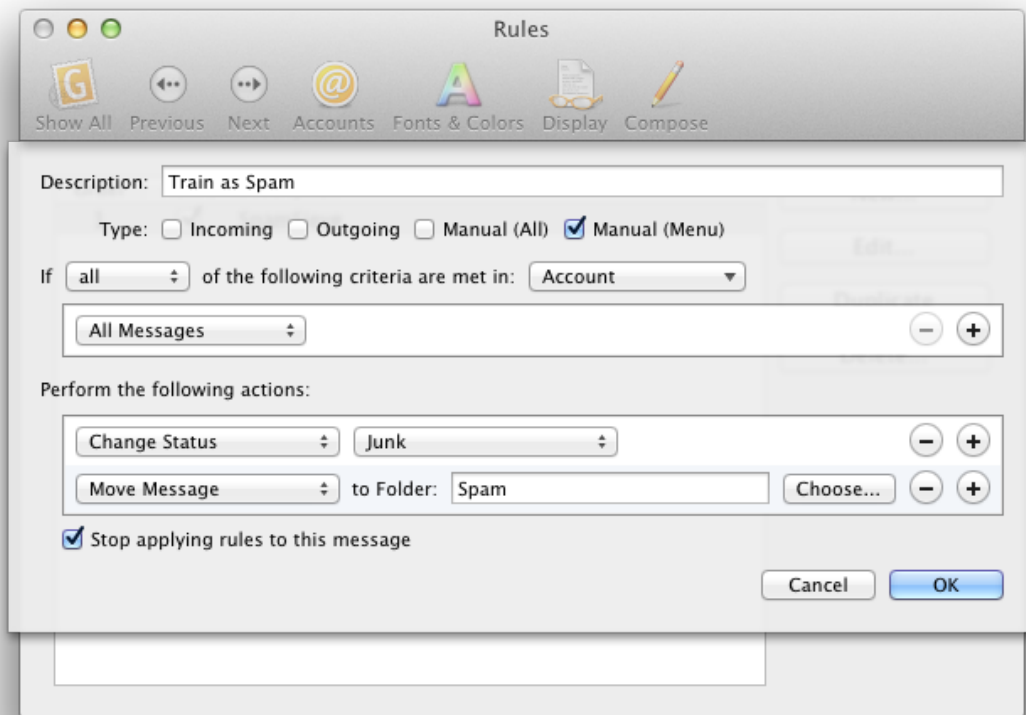 Rules
Show All Previous Next Accounts Fonts & Colors Display Compose
Description: Train as Spam
Type: Incoming Outgoing Manual (All) Manual (Menu)
If all of the following criteria are met in: Account
All Messages
Perform the following actions:
Change Status Junk
Move Message to Folder: Spam Choose...
Stop applying rules to this message
Cancel OK